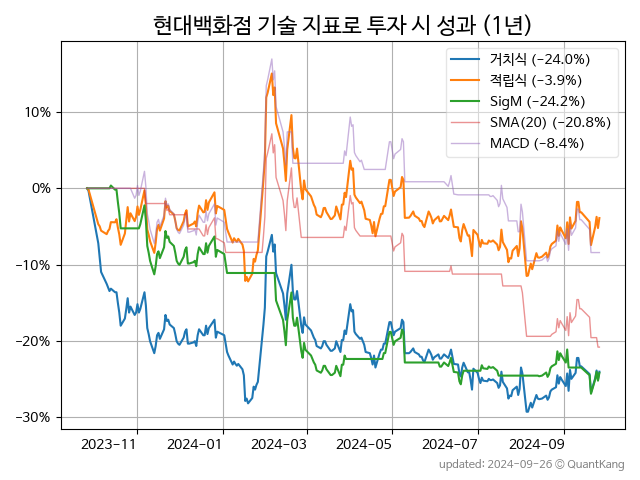 현대백화점 기술 지표로 투자 시 성과 (1년)
거치식 (-24.0%)
적립식 (-3.9%)
SigM (-24.2%)
SMA(20) (-20.8%)
MACD (-8.4%)
10%
0%
-10%
-20%
-30%
2023-11 2024-01 2024-03 2024-05 2024-07 2024-09
updated: 2024-09-26 © QuantKang